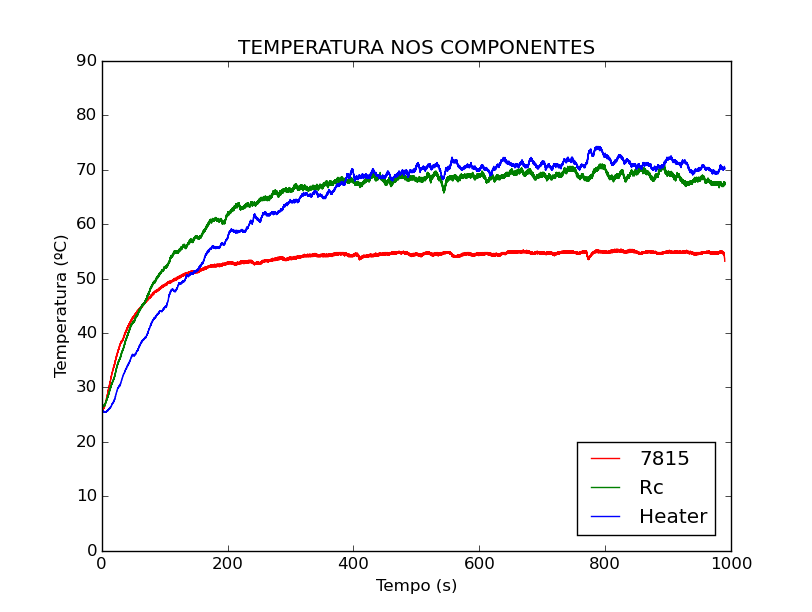 TEMPERATURA NOS COMPONENTES
90
80
70
60
50
40
30
20
10
0
Temperatura (ºC)
0 200 400 600 800 1000
Tempo (s)
7815
Rc
Heater